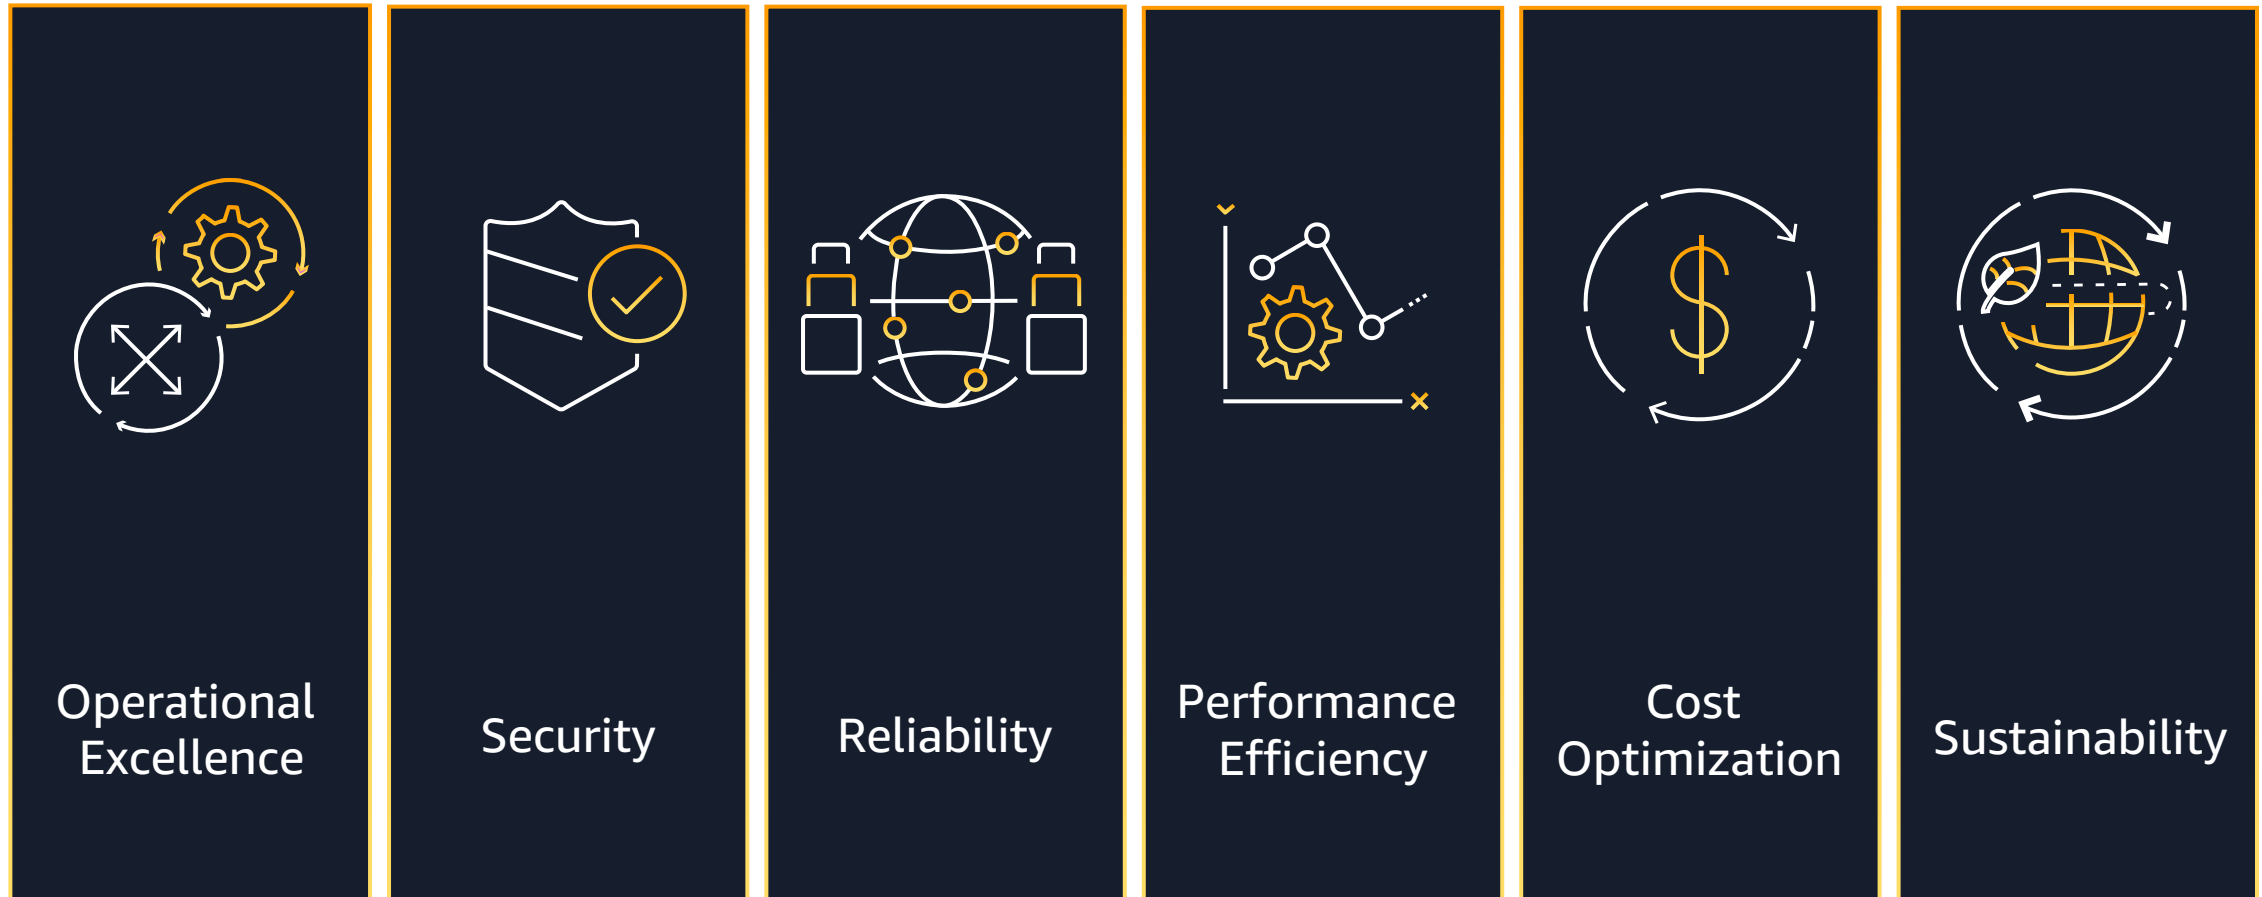 Operational
Excellence
Security
Reliability
Performance
Efficiency
Cost
Optimization
Sustainability